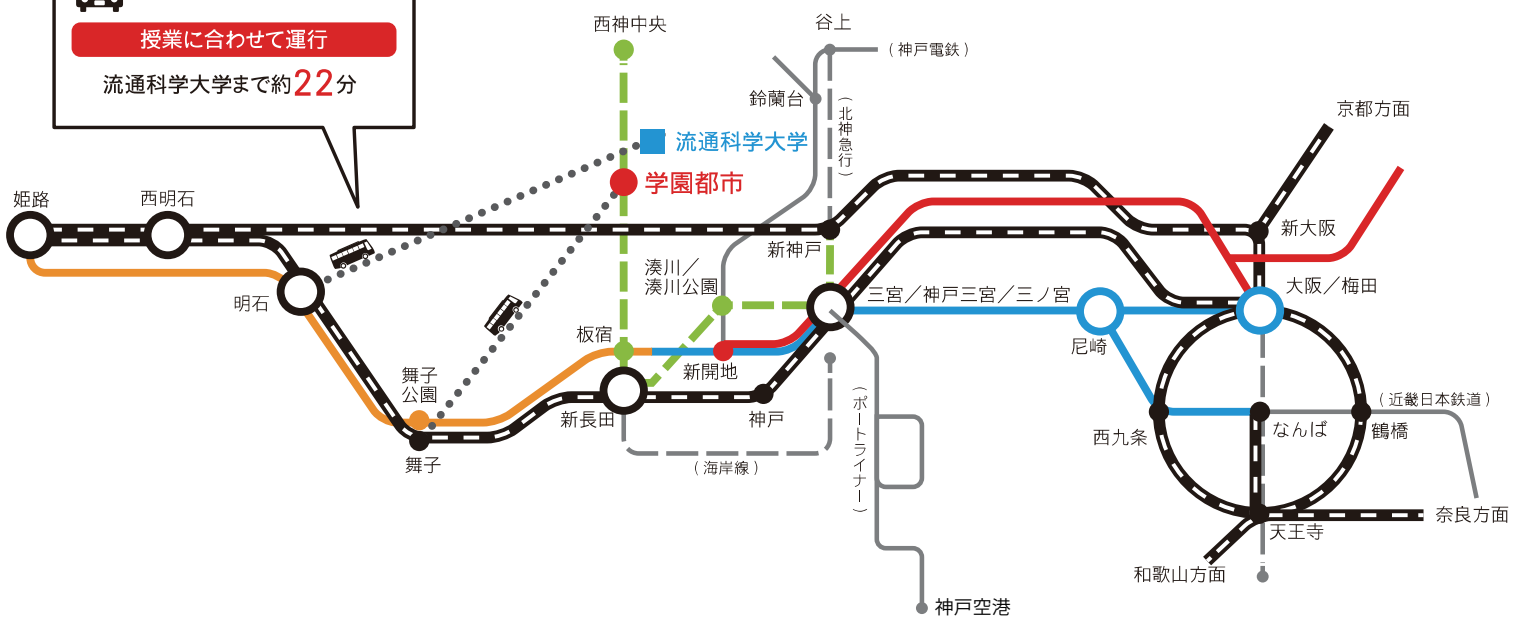 授業に合わせて運行
流通科学大学まで約22分
西神中央
谷上
(神戸電鉄)
鈴蘭台
(北神急行)
京都方面
流通科学大学
学園都市
姫路
西明石
新神戸
新大阪
湊川／
湊川公園
明石
三宮／神戸三宮／三ノ宮
大阪／梅田
板宿
尼崎
新開地
舞子
公園
新長田
神戸
(ポートライナー)
(近畿日本鉄道)
西九条
なんば
鶴橋
舞子
(海岸線)
奈良方面
天王寺
和歌山方面
神戸空港